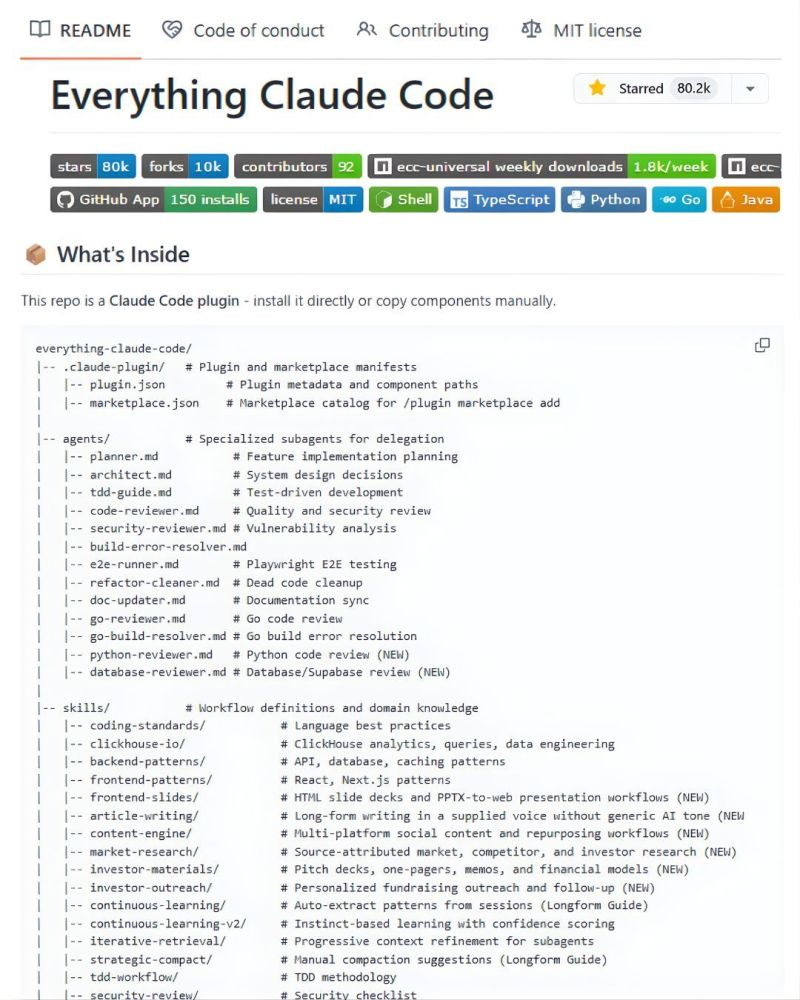 README Code of conduct Contributing MIT license
Everything Claude Code
Starred 80.2k
stars 80k forks 10k contributors 92 ecc-universal weekly downloads 1.8k/week ecc-
GitHub App 150 installs license MIT Shell TS TypeScript Python GO Go Java
What's Inside
This repo is a Claude Code plugin - install it directly or copy components manually.
everything-claude-code/
|-- .claude-plugin/ # Plugin and marketplace manifests
| |-- plugin.json # Plugin metadata and component paths
| |-- marketplace.json # Marketplace catalog for /plugin marketplace add
|
|-- agents/ # Specialized subagents for delegation
| |-- planner.md # Feature implementation planning
| |-- architect.md # System design decisions
| |-- tdd-guide.md # Test-driven development
| |-- code-reviewer.md # Quality and security review
| |-- security-reviewer.md # Vulnerability analysis
| |-- build-error-resolver.md
| |-- e2e-runner.md # Playwright E2E testing
| |-- refactor-cleaner.md # Dead code cleanup
| |-- doc-updater.md # Documentation sync
| |-- go-reviewer.md # Go code review
| |-- go-build-resolver.md # Go build error resolution
| |-- python-reviewer.md # Python code review (NEW)
| |-- database-reviewer.md # Database/Supabase review (NEW)
|
|-- skills/ # Workflow definitions and domain knowledge
| |-- coding-standards/ # Language best practices
| |-- clickhouse-io/ # ClickHouse analytics, queries, data engineering
| |-- backend-patterns/ # API, database, caching patterns
| |-- frontend-patterns/ # React, Next.js patterns
| |-- frontend-slides/ # HTML slide decks and PPTX-to-web presentation workflows (NEW)
| |-- article-writing/ # Long-form writing in a supplied voice without generic AI tone (NEW
| |-- content-engine/ # Multi-platform social content and repurposing workflows (NEW)
| |-- market-research/ # Source-attributed market, competitor, and investor research (NEW)
| |-- investor-materials/ # Pitch decks, one-pagers, memos, and financial models (NEW)
| |-- investor-outreach/ # Personalized fundraising outreach and follow-up (NEW)
| |-- continuous-learning/ # Auto-extract patterns from sessions (Longform Guide)
| |-- continuous-learning-v2/ # Instinct-based learning with confidence scoring
| |-- iterative-retrieval/ # Progressive context refinement for subagents
| |-- strategic-compact/ # Manual compaction suggestions (Longform Guide)
| |-- tdd-workflow/ # TDD methodology
| |-- security-review/ # Security checklist